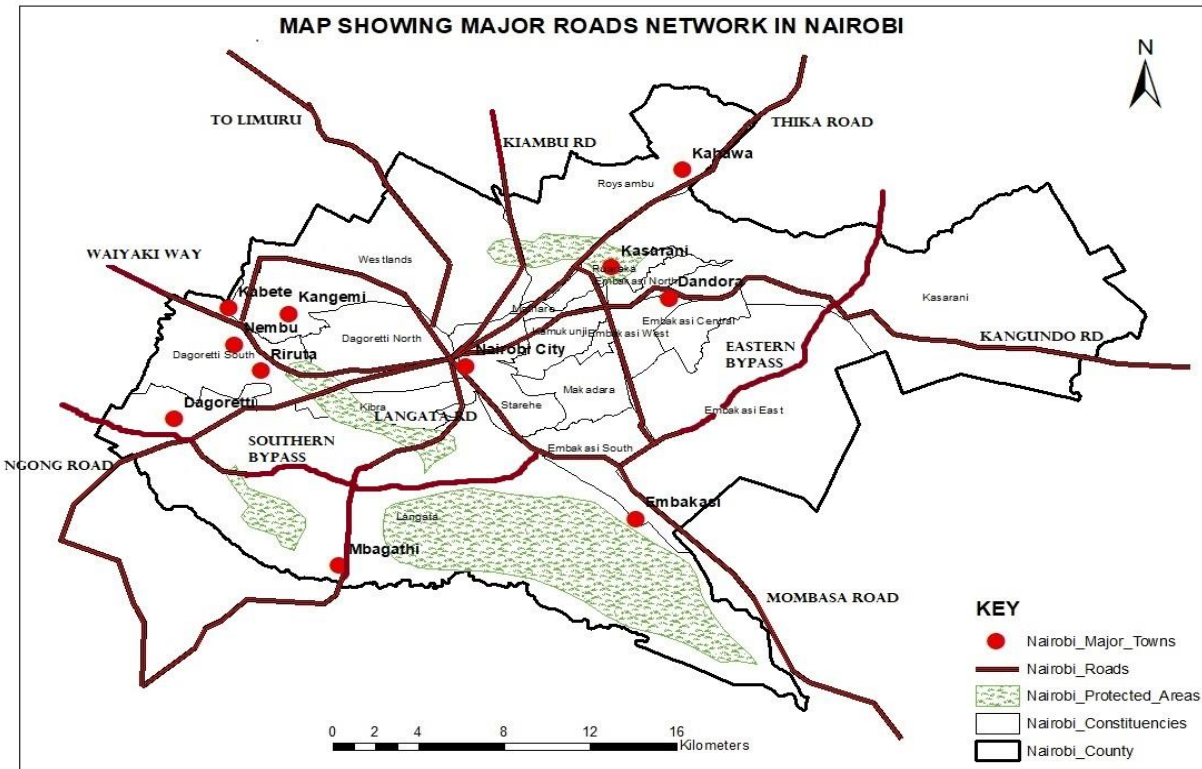 MAP SHOWING MAJOR ROADS NETWORK IN NAIROBI
N
TO LIMURU
KIAMBU RD
THIKA ROAD
Kahawa
Roysambu
WAIYAKI WAY
Westlands
Kasarani
Ruaraka
Embakasi North
Dandora
Kabete
Kangemi
Kasarani
Mathare
Kamukunji
Embakasi West
Embakasi Central
Nembu
Dagoretti North
Dagoretti South
Riruta
Nairobi City
EASTERN
BYPASS
KANGUNDO RD
Makadara
Dagoretti
Kibra
LANGATA RD
Starehe
Embakasi East
SOUTHERN
BYPASS
Embakasi South
NGONG ROAD
Langata
Embakasi
Mbagathi
MOMBASA ROAD
KEY
Nairobi_Major_Towns
Nairobi_Roads
Nairobi_Protected_Areas
Nairobi_Constituencies
Nairobi_County
0 2 4 8 12 16
Kilometers